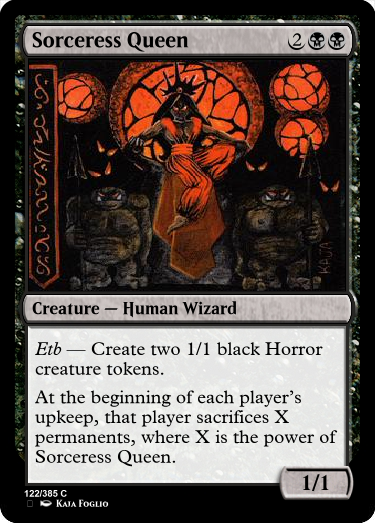 Sorceress Queen 2
Creature — Human Wizard
KAJA
Etb — Create two 1/1 black Horror
creature tokens.
At the beginning of each player's
upkeep, that player sacrifices X
permanents, where X is the power of
Sorceress Queen.
1/1
122/385 C
Kaja Foglio